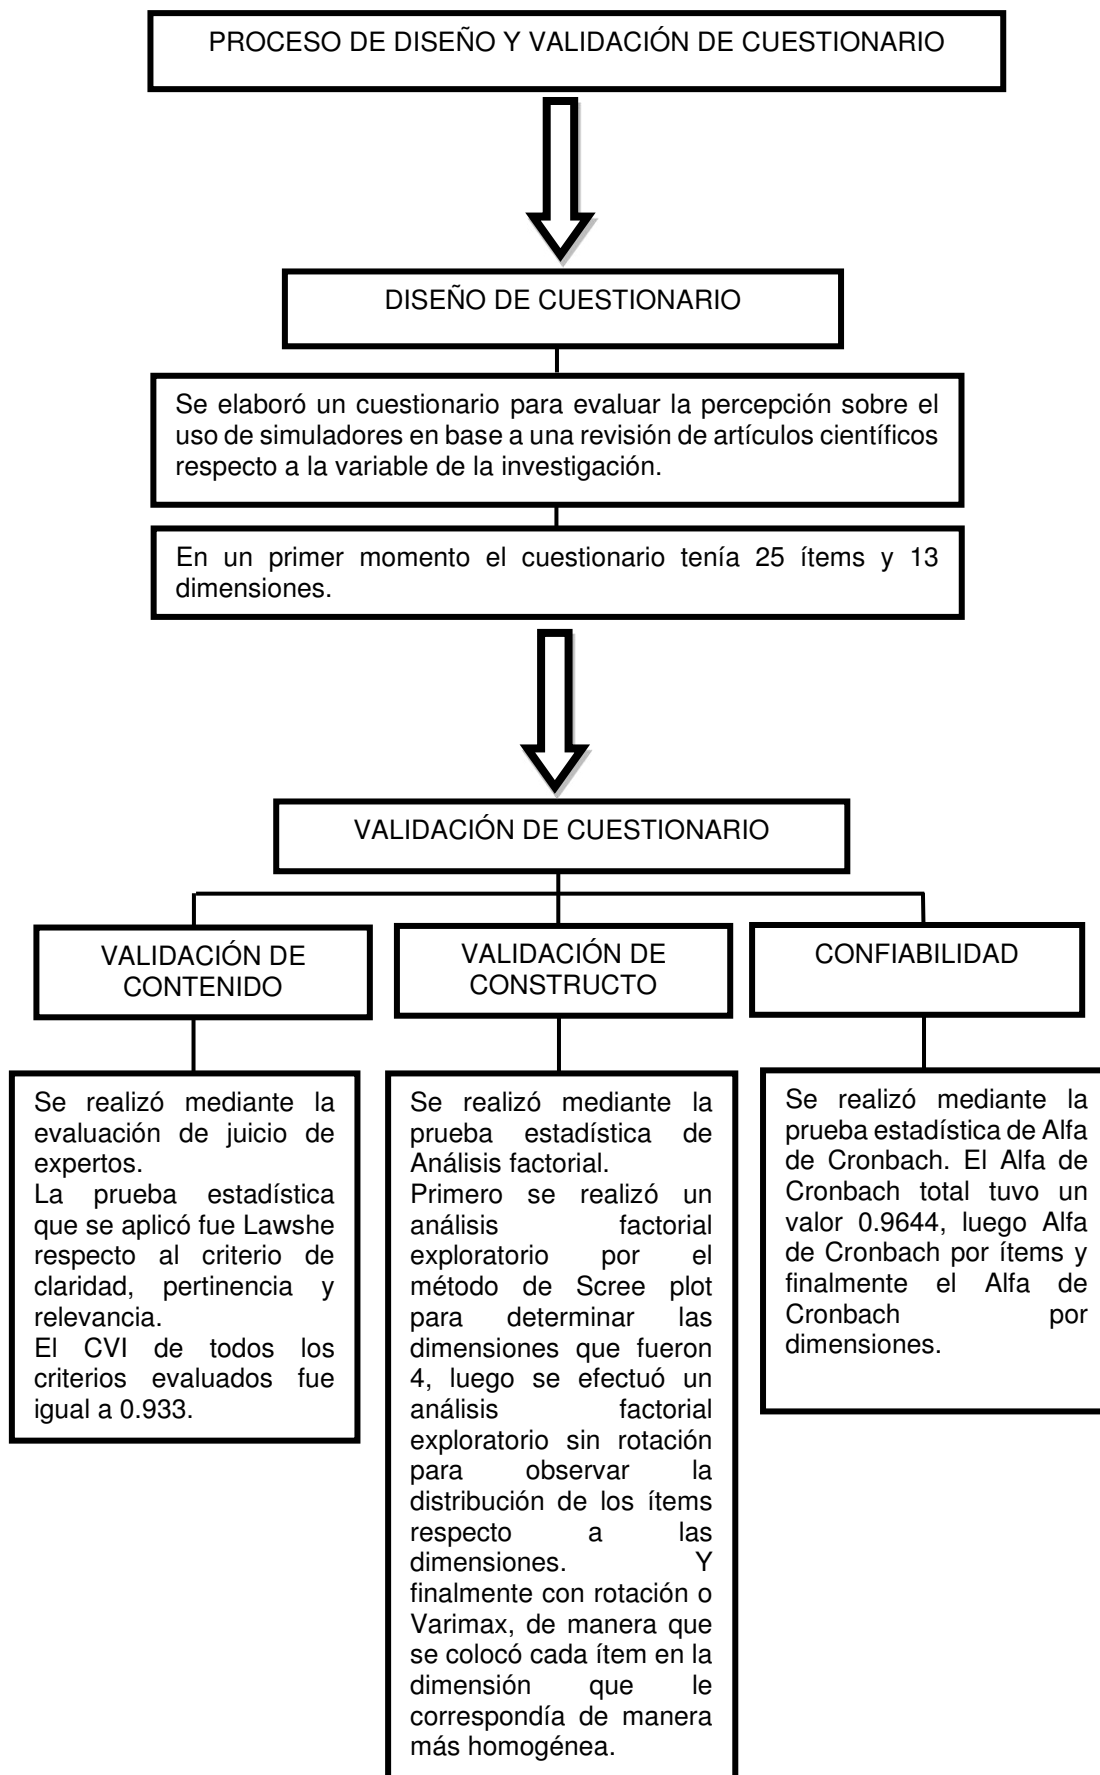 PROCESO DE DISEÑO Y VALIDACIÓN DE CUESTIONARIO
DISEÑO DE CUESTIONARIO
Se elaboró un cuestionario para evaluar la percepción sobre el
uso de simuladores en base a una revisión de artículos científicos
respecto a la variable de la investigación.
En un primer momento el cuestionario tenía 25 ítems y 13
dimensiones.
VALIDACIÓN DE CUESTIONARIO
VALIDACIÓN DE
CONTENIDO
Se realizó mediante la
evaluación de juicio de
expertos.
La prueba estadística
que se aplicó fue Lawshe
respecto al criterio de
claridad, pertinencia y
relevancia.
El CVI de todos los
criterios evaluados fue
igual a 0.933.
VALIDACIÓN DE
CONSTRUCTO
Se realizó mediante la
prueba estadística de
Análisis factorial.
Primero se realizó un
análisis factorial
exploratorio por el
método de Scree plot
para determinar las
dimensiones que fueron
4, luego se efectuó un
análisis factorial
exploratorio sin rotación
para observar la
distribución de los ítems
respecto a las
dimensiones. Y
finalmente con rotación o
Varimax, de manera que
se colocó cada ítem en la
dimensión que le
correspondía de manera
más homogénea.
CONFIABILIDAD
Se realizó mediante la
prueba estadística de Alfa
de Cronbach. El Alfa de
Cronbach total tuvo un
valor 0.9644, luego Alfa
de Cronbach por ítems y
finalmente el Alfa de
Cronbach por
dimensiones.